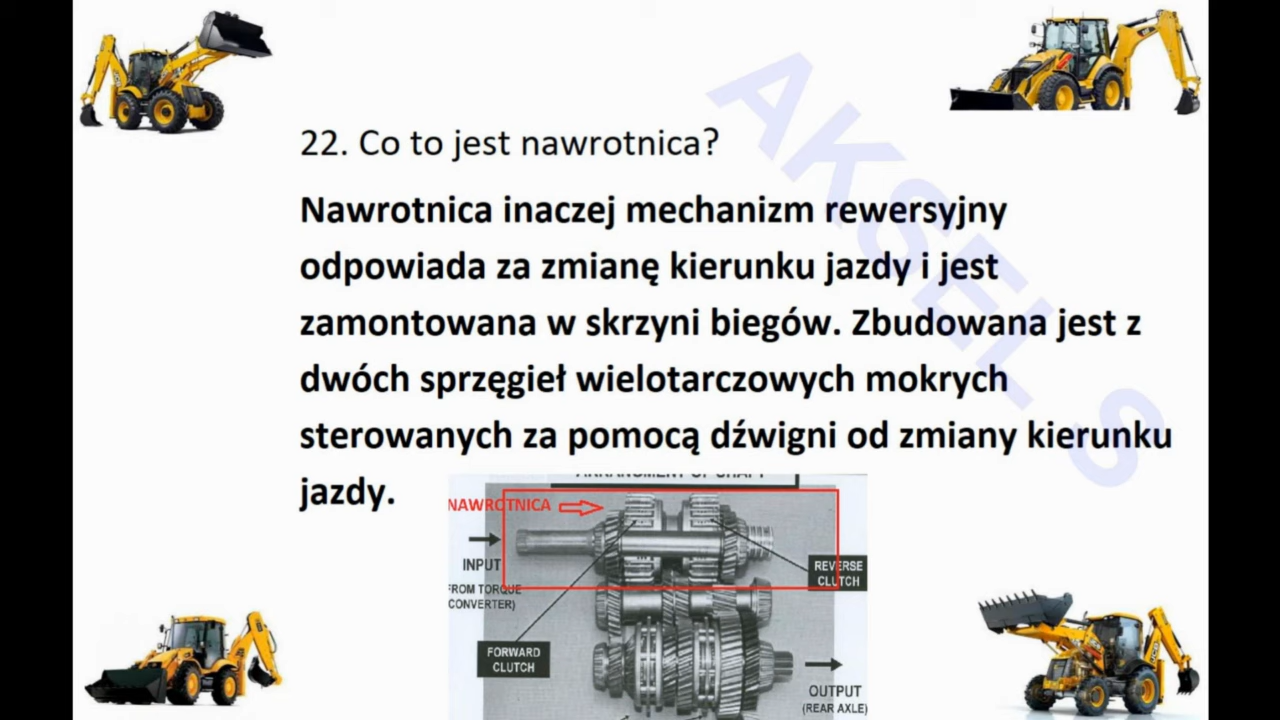 22. Co to jest nawrotnica?
Nawrotnica inaczej mechanizm rewersyjny
odpowiada za zmianę kierunku jazdy i jest
zamontowana w skrzyni biegów. Zbudowana jest z
dwóch sprzęgieł wielotarczowych mokrych
sterowanych za pomocą dźwigni od zmiany kierunku
jazdy.
AKSEL S
NAWROTNICA
INPUT
FROM TORQUE
CONVERTER)
REVERSE
CLUTCH
FORWARD
CLUTCH
OUTPUT
(REAR AXLE)